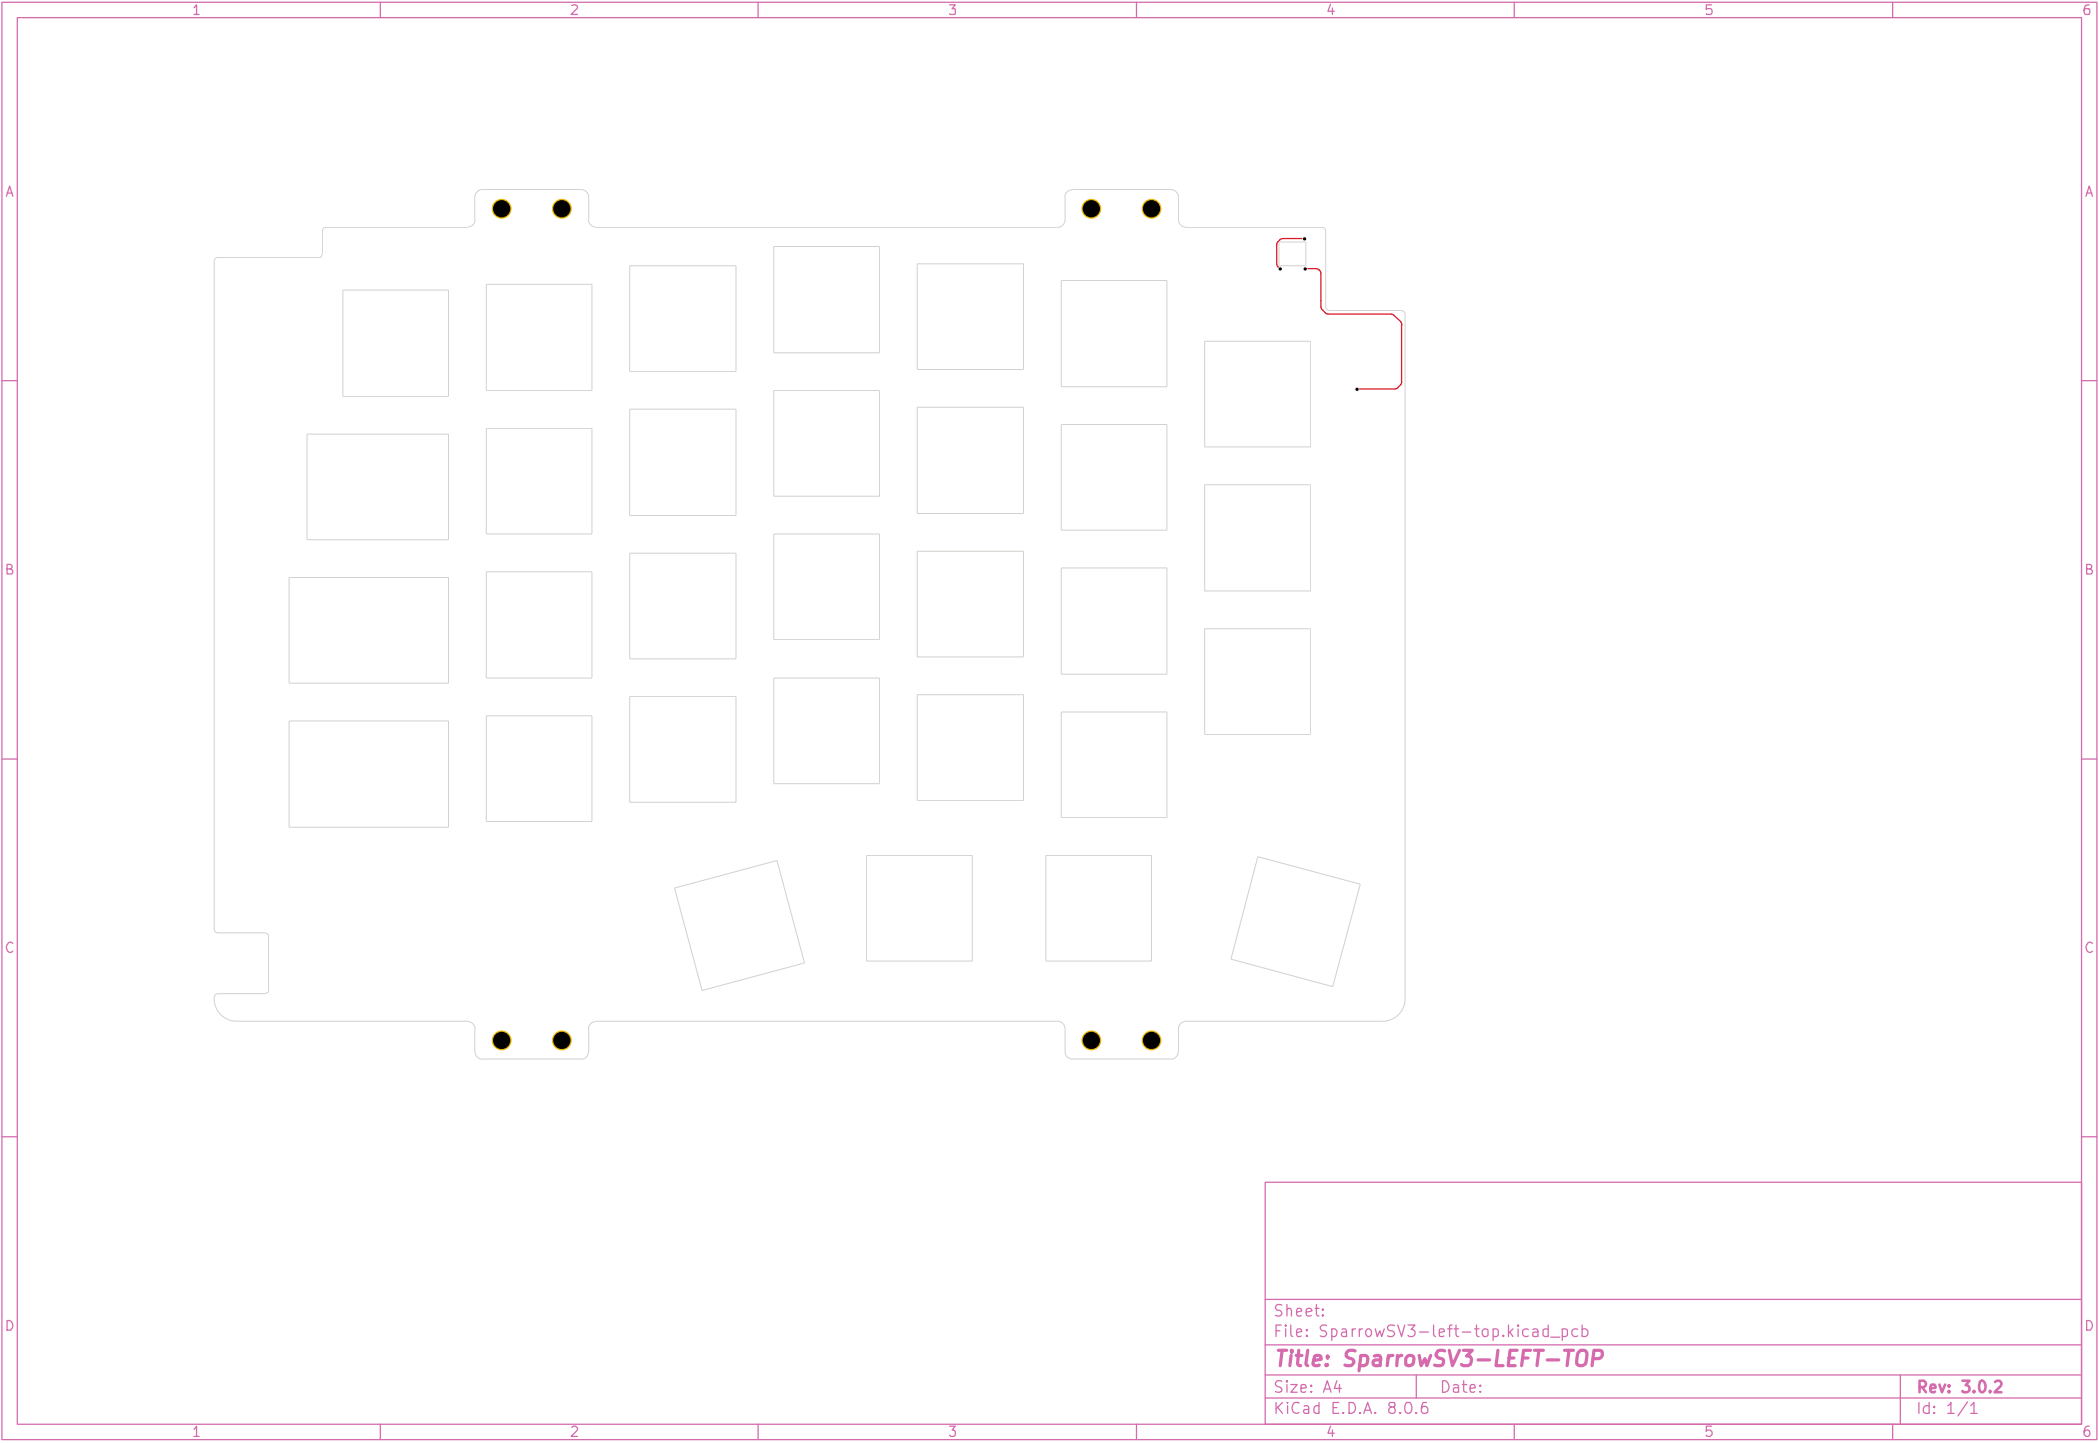 1 2 3 4 5 6
A A
B B
C C
D D
Sheet:
File: SparrowSV3-left-top.kicad_pcb
Title: SparrowSV3-LEFT-TOP
Size: A4 Date: Rev: 3.0.2
KiCad E.D.A. 8.0.6 Id: 1/1
1 2 3 4 5 6